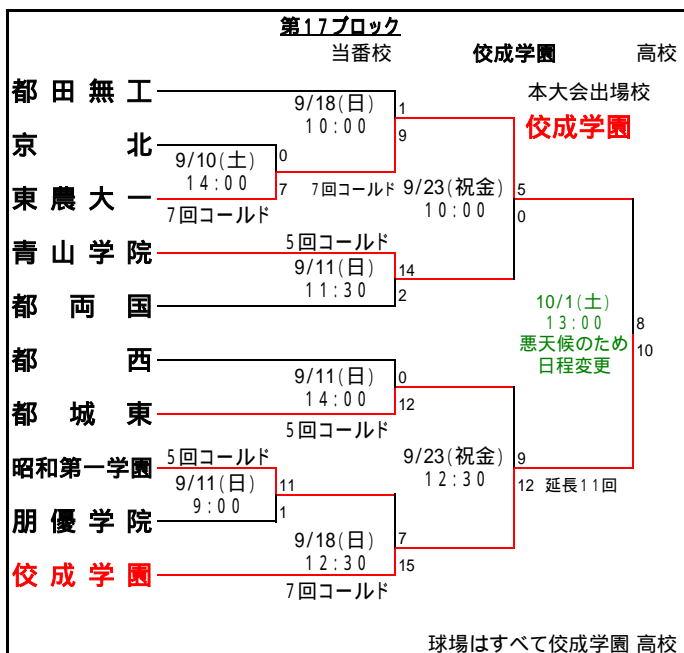 第17ブロック
当番校 佼成学園 高校
都田無工
京北
東農大一
青山学院
都両国
都西
都城東
昭和第一学園
朋優学院
佼成学園
9/10(土)
14:00
0
7
7回コールド
9/18(日)
10:00
1
9
7回コールド
5回コールド
9/11(日)
11:30
14
2
9/11(日)
14:00
0
12
5回コールド
5回コールド
9/11(日)
9:00
11
1
9/18(日)
12:30
7
15
7回コールド
9/23(祝金)
10:00
5
0
9/23(祝金)
12:30
9
12 延長11回
本大会出場校
佼成学園
10/1(土)
13:00
悪天候のため
日程変更
8
10
球場はすべて佼成学園 高校